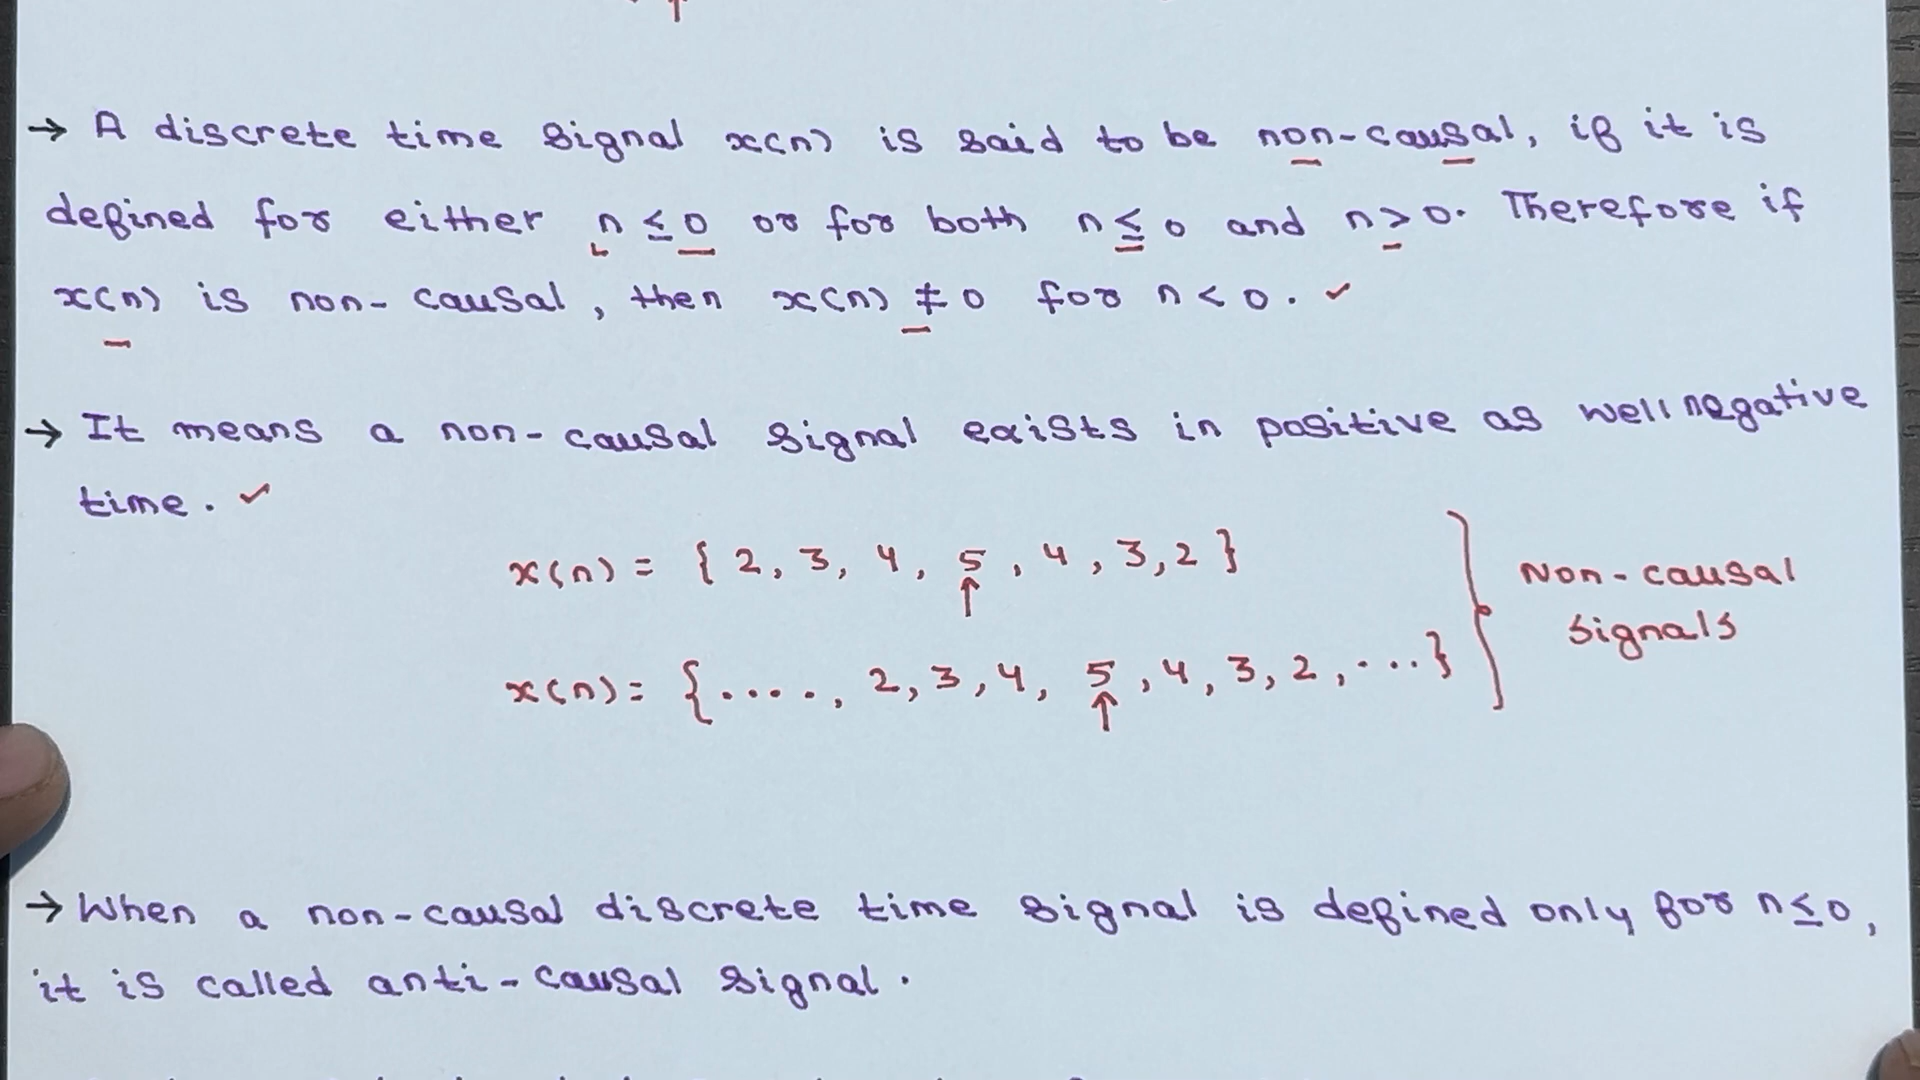 → A discrete time signal x(n) is said to be non-causal, if it is
defined for either n ≤ 0 or for both n ≤ 0 and n > 0. Therefore if
x(n) is non-causal, then x(n) ≠ 0 for n < 0. ✓
→ It means a non-causal signal exists in positive as well negative
time. ✓
x(n) = { 2, 3, 4, 5, 4, 3, 2 }
↑
Non-causal
signals
x(n) = {...., 2, 3, 4, 5, 4, 3, 2, ...}
↑
→ When a non-causal discrete time signal is defined only for n ≤ 0,
it is called anti-causal signal.